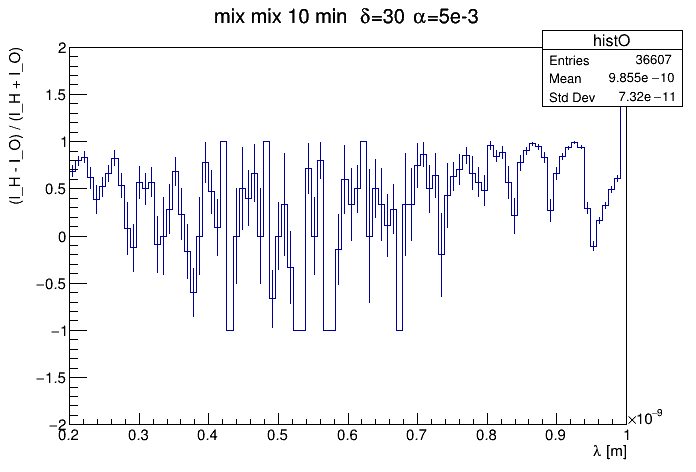 mix mix 10 min δ=30 α=5e-3
histO
Entries 36607
Mean 9.855e−10
Std Dev 7.32e−11
(I_H - I_O) / (I_H + I_O)
2
1.5
1
0.5
0
−0.5
−1
−1.5
−2
0.2 0.3 0.4 0.5 0.6 0.7 0.8 0.9 1
×10⁻⁹
λ [m]